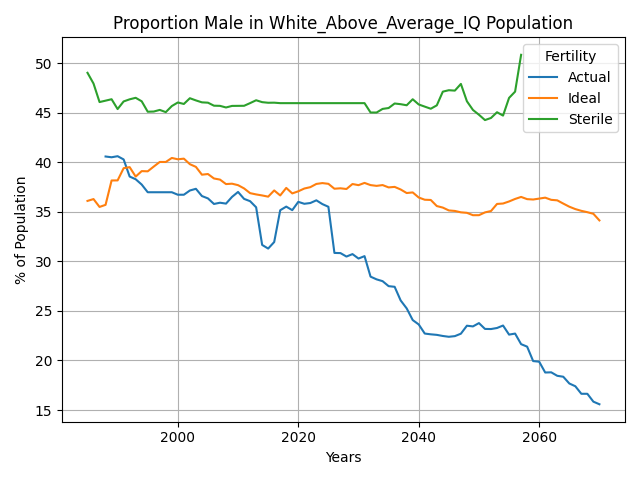 Proportion Male in White_Above_Average_IQ Population
% of Population
50
45
40
35
30
25
20
15
Fertility
Actual
Ideal
Sterile
2000
2020
2040
2060
Years